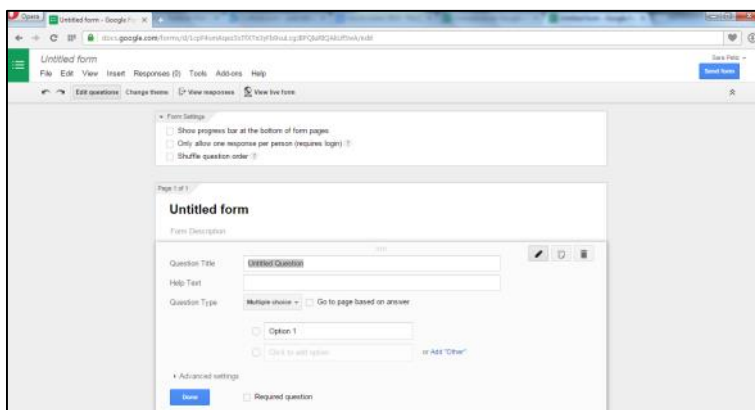 Opera
Untitled form - Google F
docs.google.com/forms/d/
Untitled form
File Edit View Insert Responses (0) Tools Add-ons Help
Send form
Edit questions Change theme View responses View live form
Form Settings
Show progress bar at the bottom of form pages
Only allow one response per person (requires login) ?
Shuffle question order ?
Page 1 of 1
Untitled form
Form Description
Question Title Untitled Question
Help Text
Question Type Multiple choice Go to page based on answer
Option 1
Click to add option or Add "Other"
Advanced settings
Done Required question